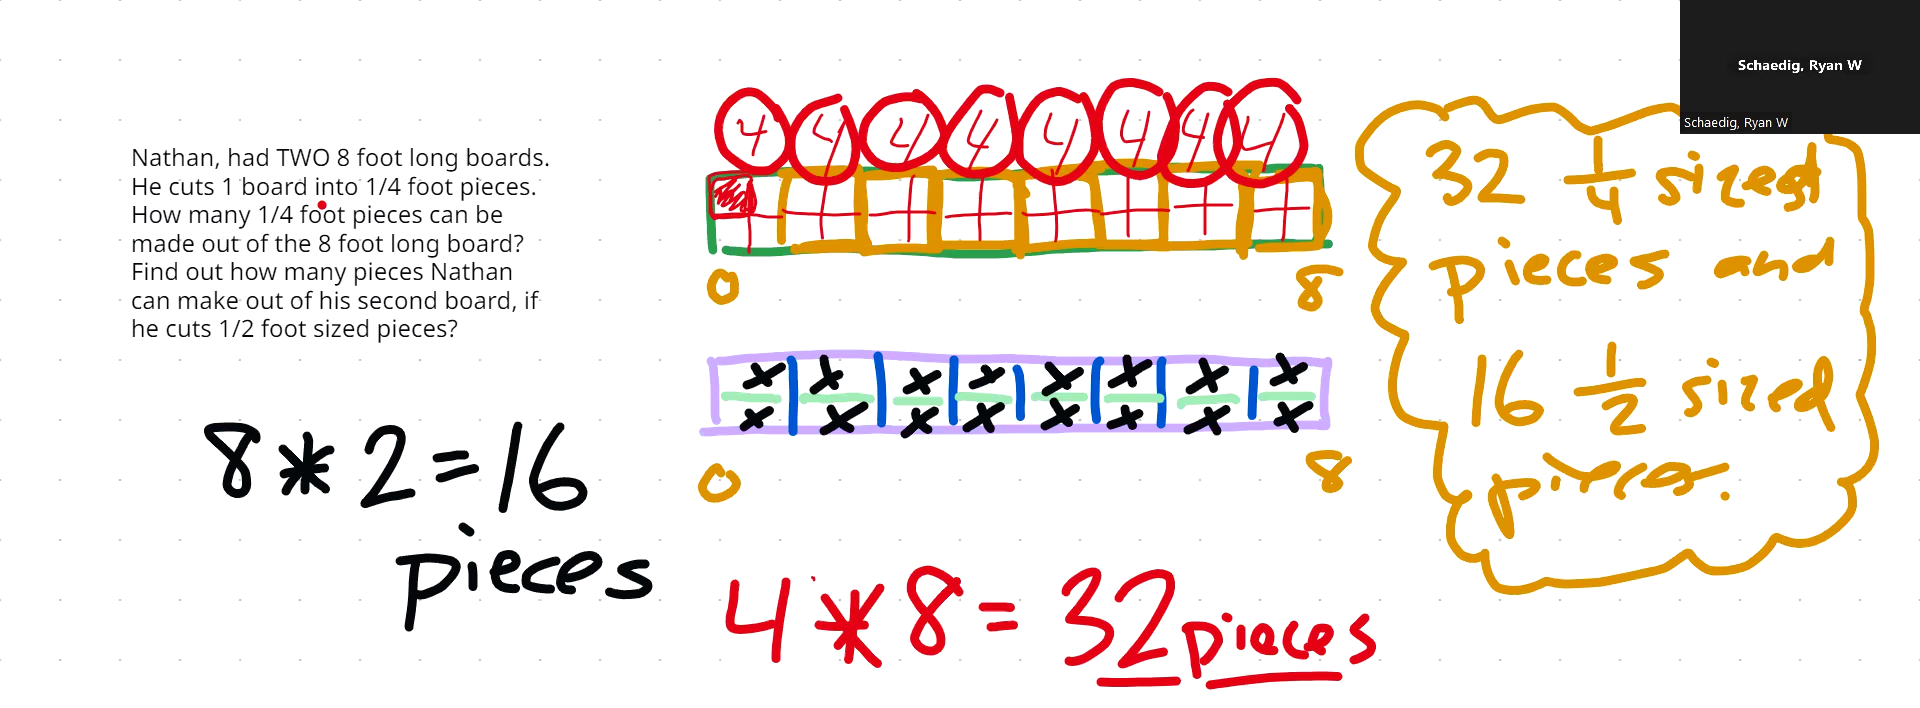 Schaedig, Ryan W
Schaedig, Ryan W
Nathan, had TWO 8 foot long boards.
He cuts 1 board into 1/4 foot pieces.
How many 1/4 foot pieces can be
made out of the 8 foot long board?
Find out how many pieces Nathan
can make out of his second board, if
he cuts 1/2 foot sized pieces?
8 * 2 = 16
pieces
4 4 4 4 4 4 4 4
0 8
0 8
4 * 8 = 32 pieces
32 1/4 sized
pieces and
16 1/2 sized
pieces.